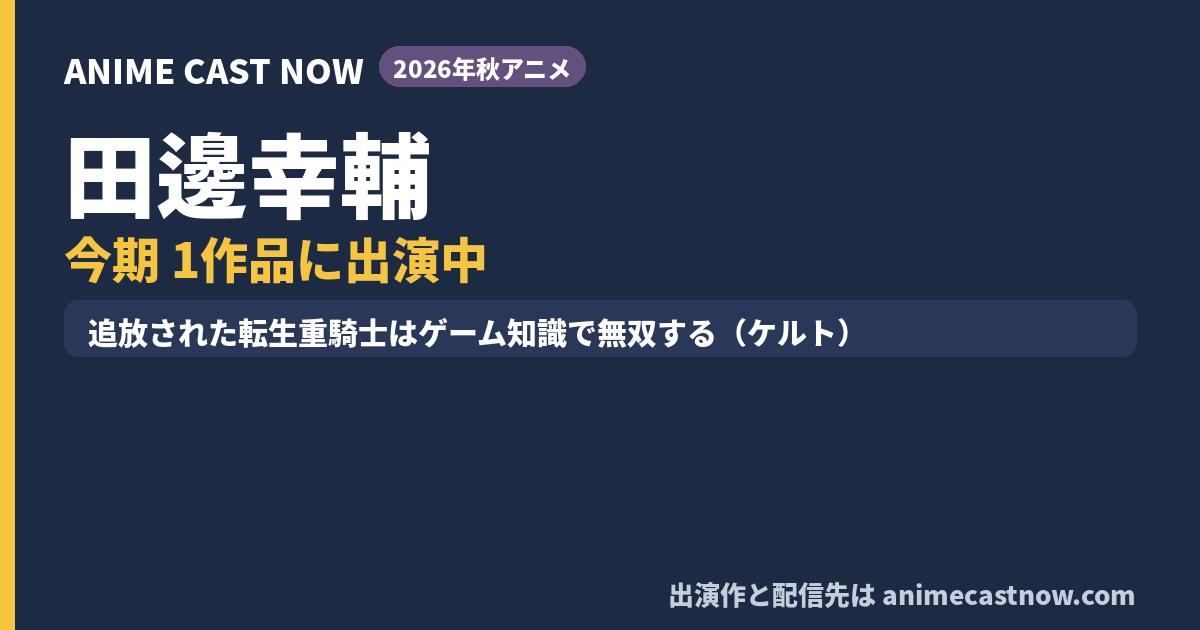 ANIME CAST NOW 2026年秋アニメ
田邊幸輔
今期 1作品に出演中
追放された転生重騎士はゲーム知識で無双する（ケルト）
出演作と配信先は animecastnow.com